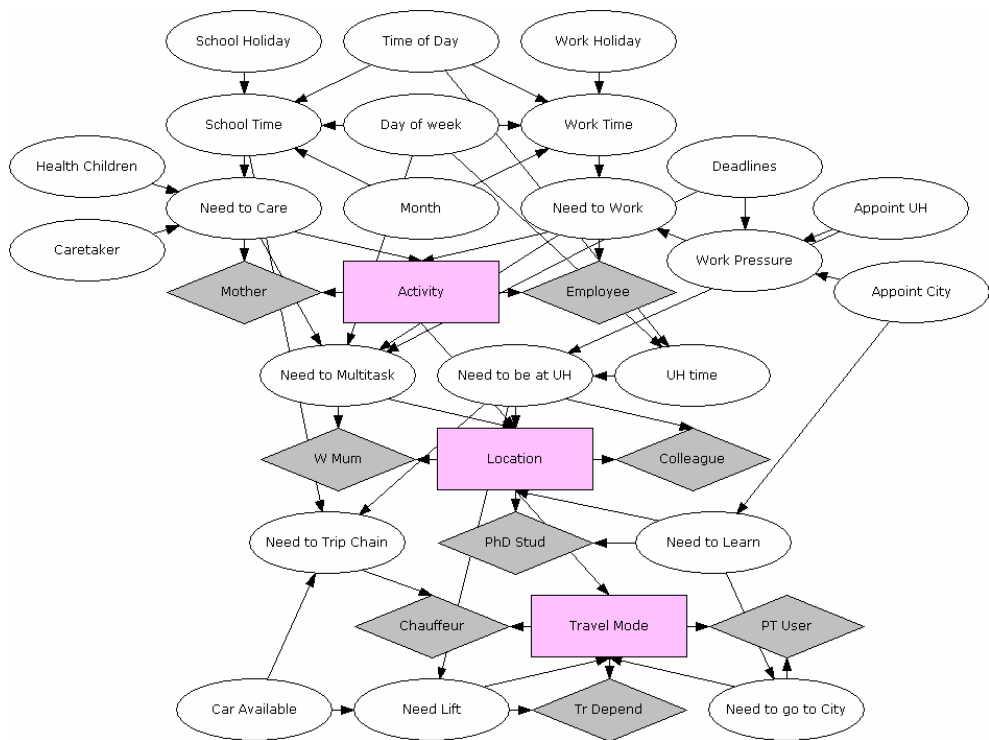 School Holiday
Time of Day
Work Holiday
School Time
Day of week
Work Time
Health Children
Deadlines
Need to Care
Month
Need to Work
Appoint UH
Caretaker
Work Pressure
Mother
Activity
Employee
Appoint City
Need to Multitask
Need to be at UH
UH time
W Mum
Location
Colleague
Need to Trip Chain
PhD Stud
Need to Learn
Chauffeur
Travel Mode
PT User
Car Available
Need Lift
Tr Depend
Need to go to City